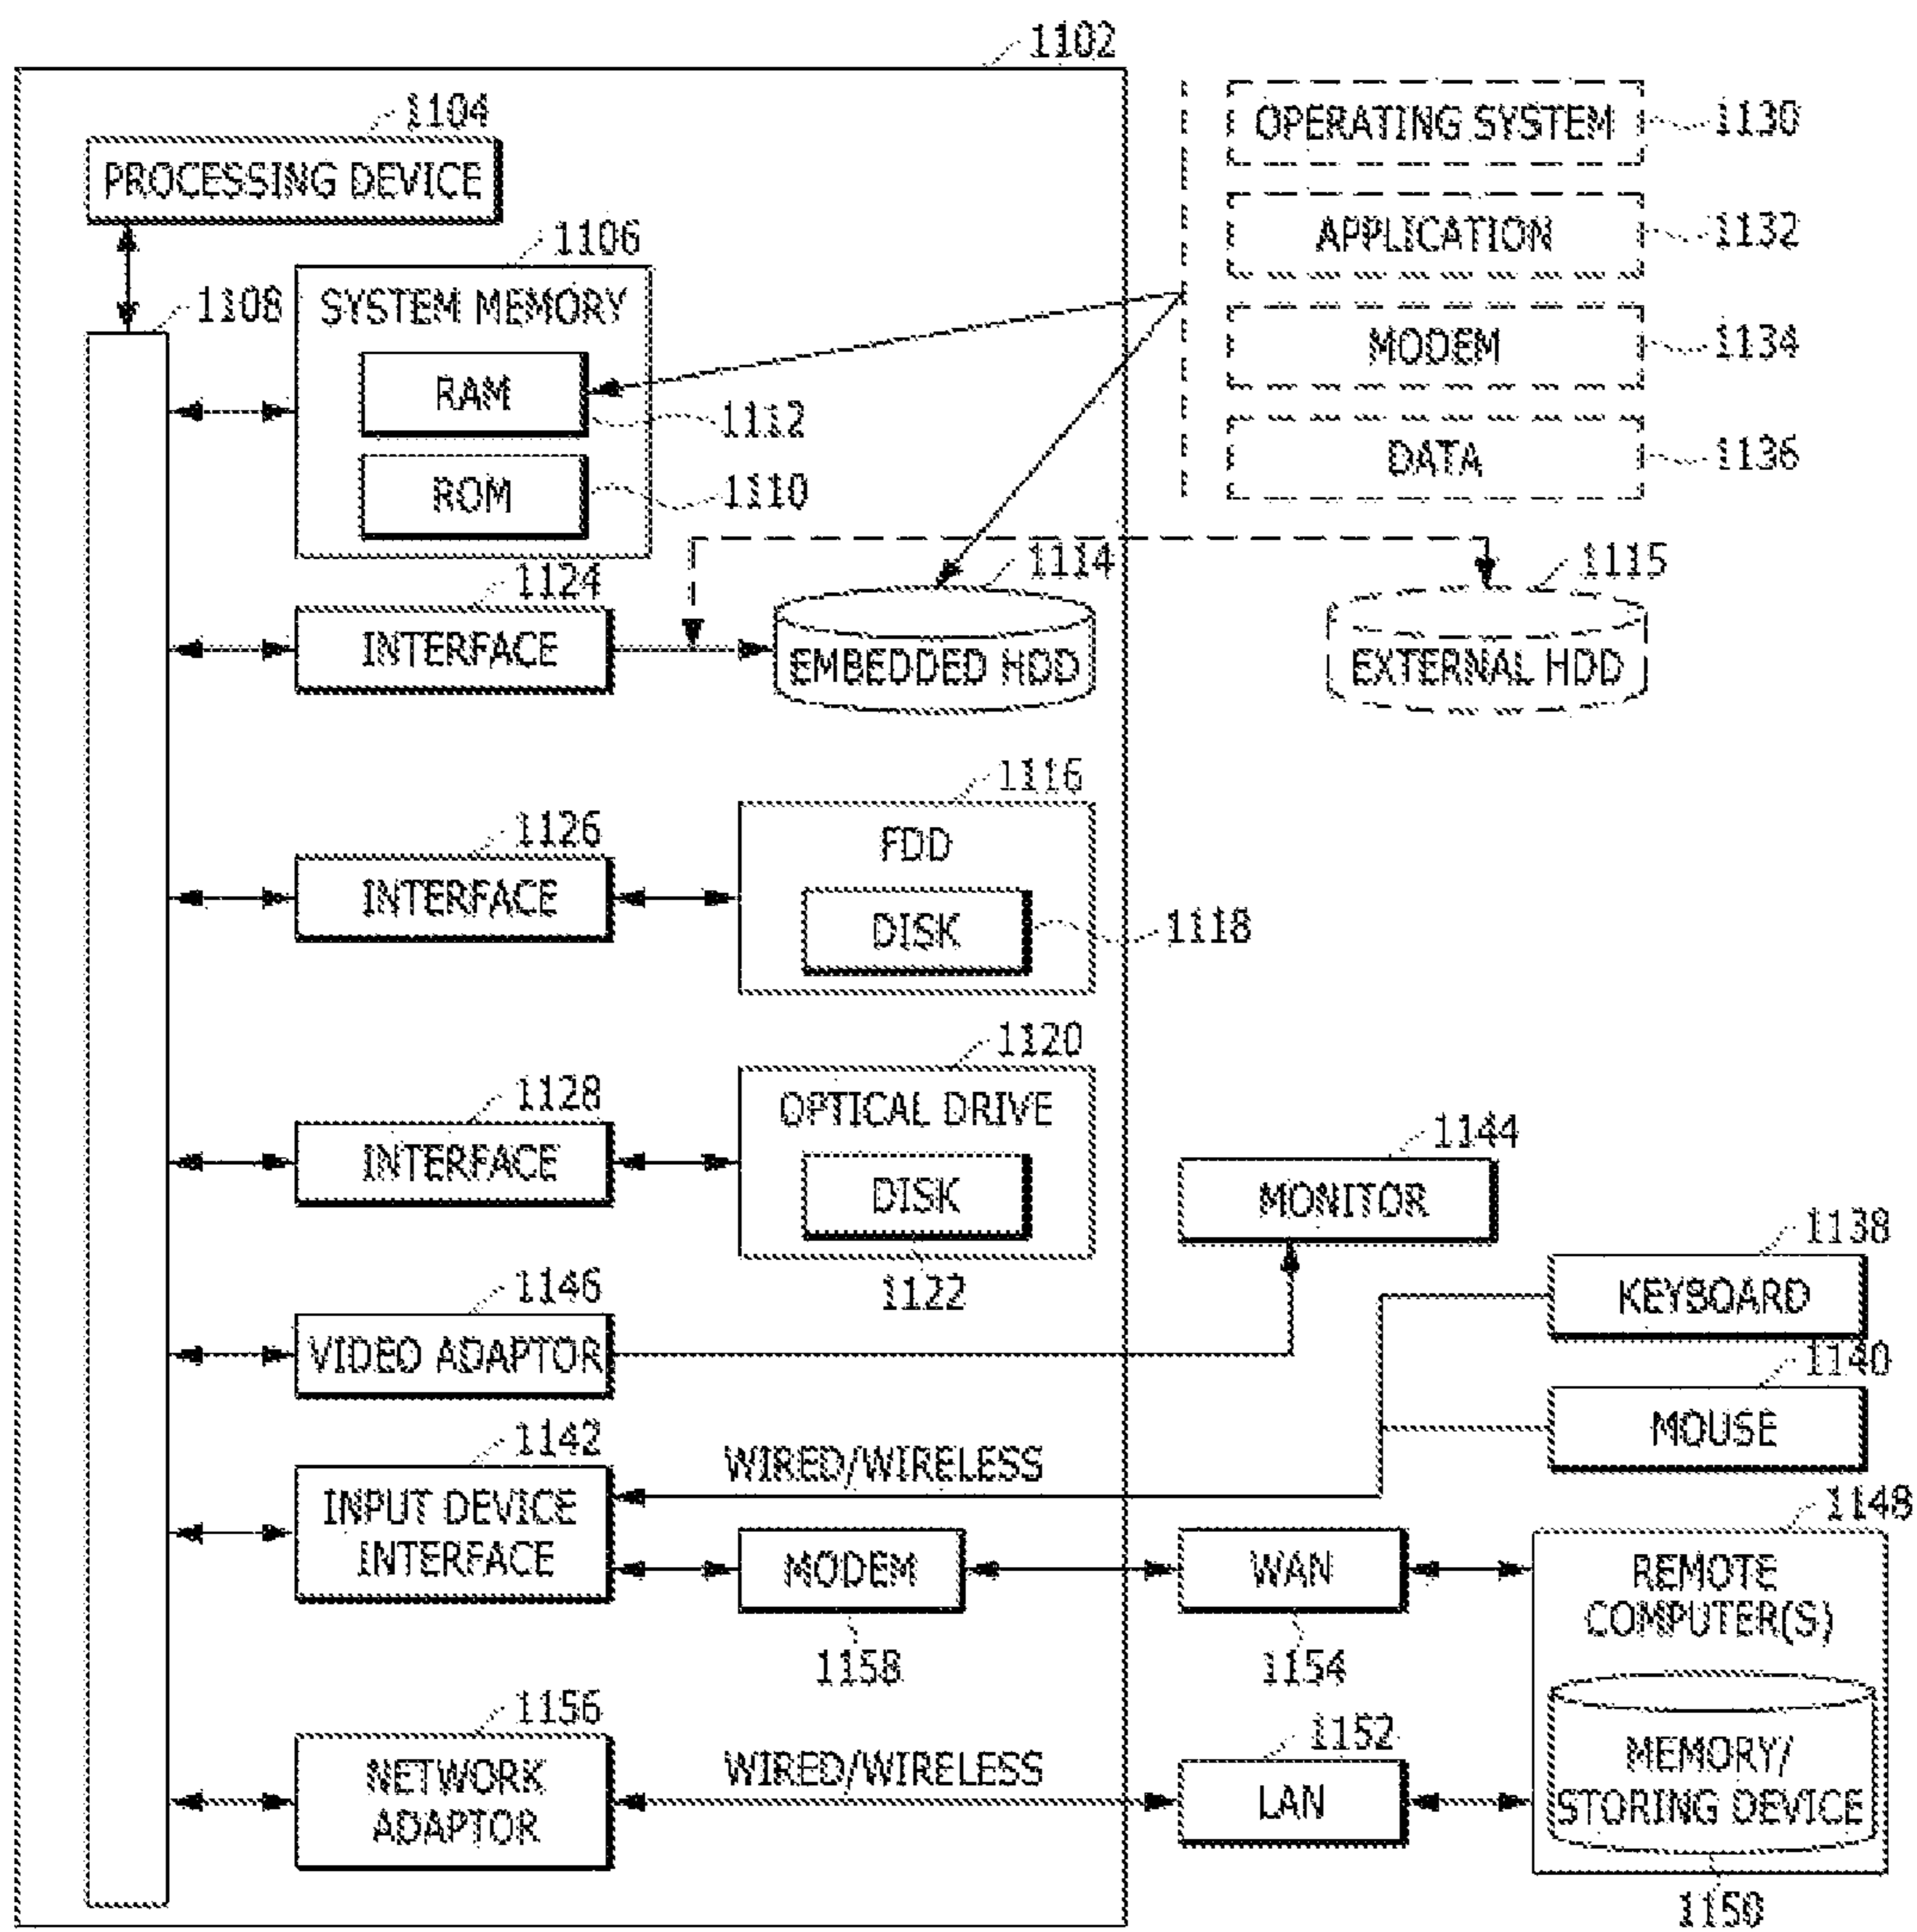 1102
1104
PROCESSING DEVICE
1106
SYSTEM MEMORY
1108
RAM
1112
ROM
1110
OPERATING SYSTEM
1130
APPLICATION
1132
MODEM
1134
DATA
1136
1124
INTERFACE
1114
EMBEDDED HDD
1115
EXTERNAL HDD
1126
INTERFACE
1116
FDD
DISK
1118
1128
INTERFACE
1120
OPTICAL DRIVE
DISK
1122
1144
MONITOR
1138
KEYBOARD
1146
VIDEO ADAPTOR
1140
MOUSE
1142
INPUT DEVICE
INTERFACE
WIRED/WIRELESS
MODEM
1158
WAN
1154
1148
REMOTE
COMPUTER(S)
1156
NETWORK
ADAPTOR
WIRED/WIRELESS
1152
LAN
MEMORY/
STORING DEVICE
1150